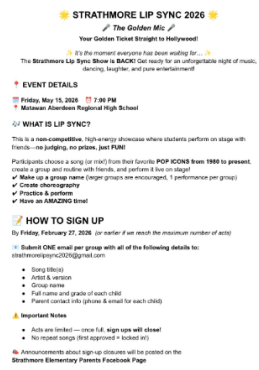 🌟 STRATHMORE LIP SYNC 2026 🌟
🎤 The Golden Mic 🎤
Your Golden Ticket Straight to Hollywood!
✨ It's the moment everyone has been waiting for… ✨
The Strathmore Lip Sync Show is BACK! Get ready for an unforgettable night of music,
dancing, laughter, and pure entertainment!
📍 EVENT DETAILS
📅 Friday, May 15, 2026 ⏰ 7:00 PM
📍 Matawan Aberdeen Regional High School
🎶 WHAT IS LIP SYNC?
This is a non-competitive, high-energy showcase where students perform on stage with
friends—no judging, no prizes, just FUN!
Participants choose a song (or mix!) from their favorite POP ICONS from 1980 to present,
create a group and routine with friends, and perform it live on stage!
✔ Make up a group name (larger groups are encouraged, 1 performance per group)
✔ Create choreography
✔ Practice & perform
✔ Have an AMAZING time!
📝 HOW TO SIGN UP
By Friday, February 27, 2026 (or earlier if we reach the maximum number of acts)
📧 Submit ONE email per group with all of the following details to:
strathmorelipsync2026@gmail.com
● Song title(s)
● Artist & version
● Group name
● Full name and grade of each child
● Parent contact info (phone & email for each child)
⚠️ Important Notes
● Acts are limited — once full, sign ups will close!
● No repeat songs (first approved = locked in!)
📣 Announcements about sign-up closures will be posted on the
Strathmore Elementary Parents Facebook Page